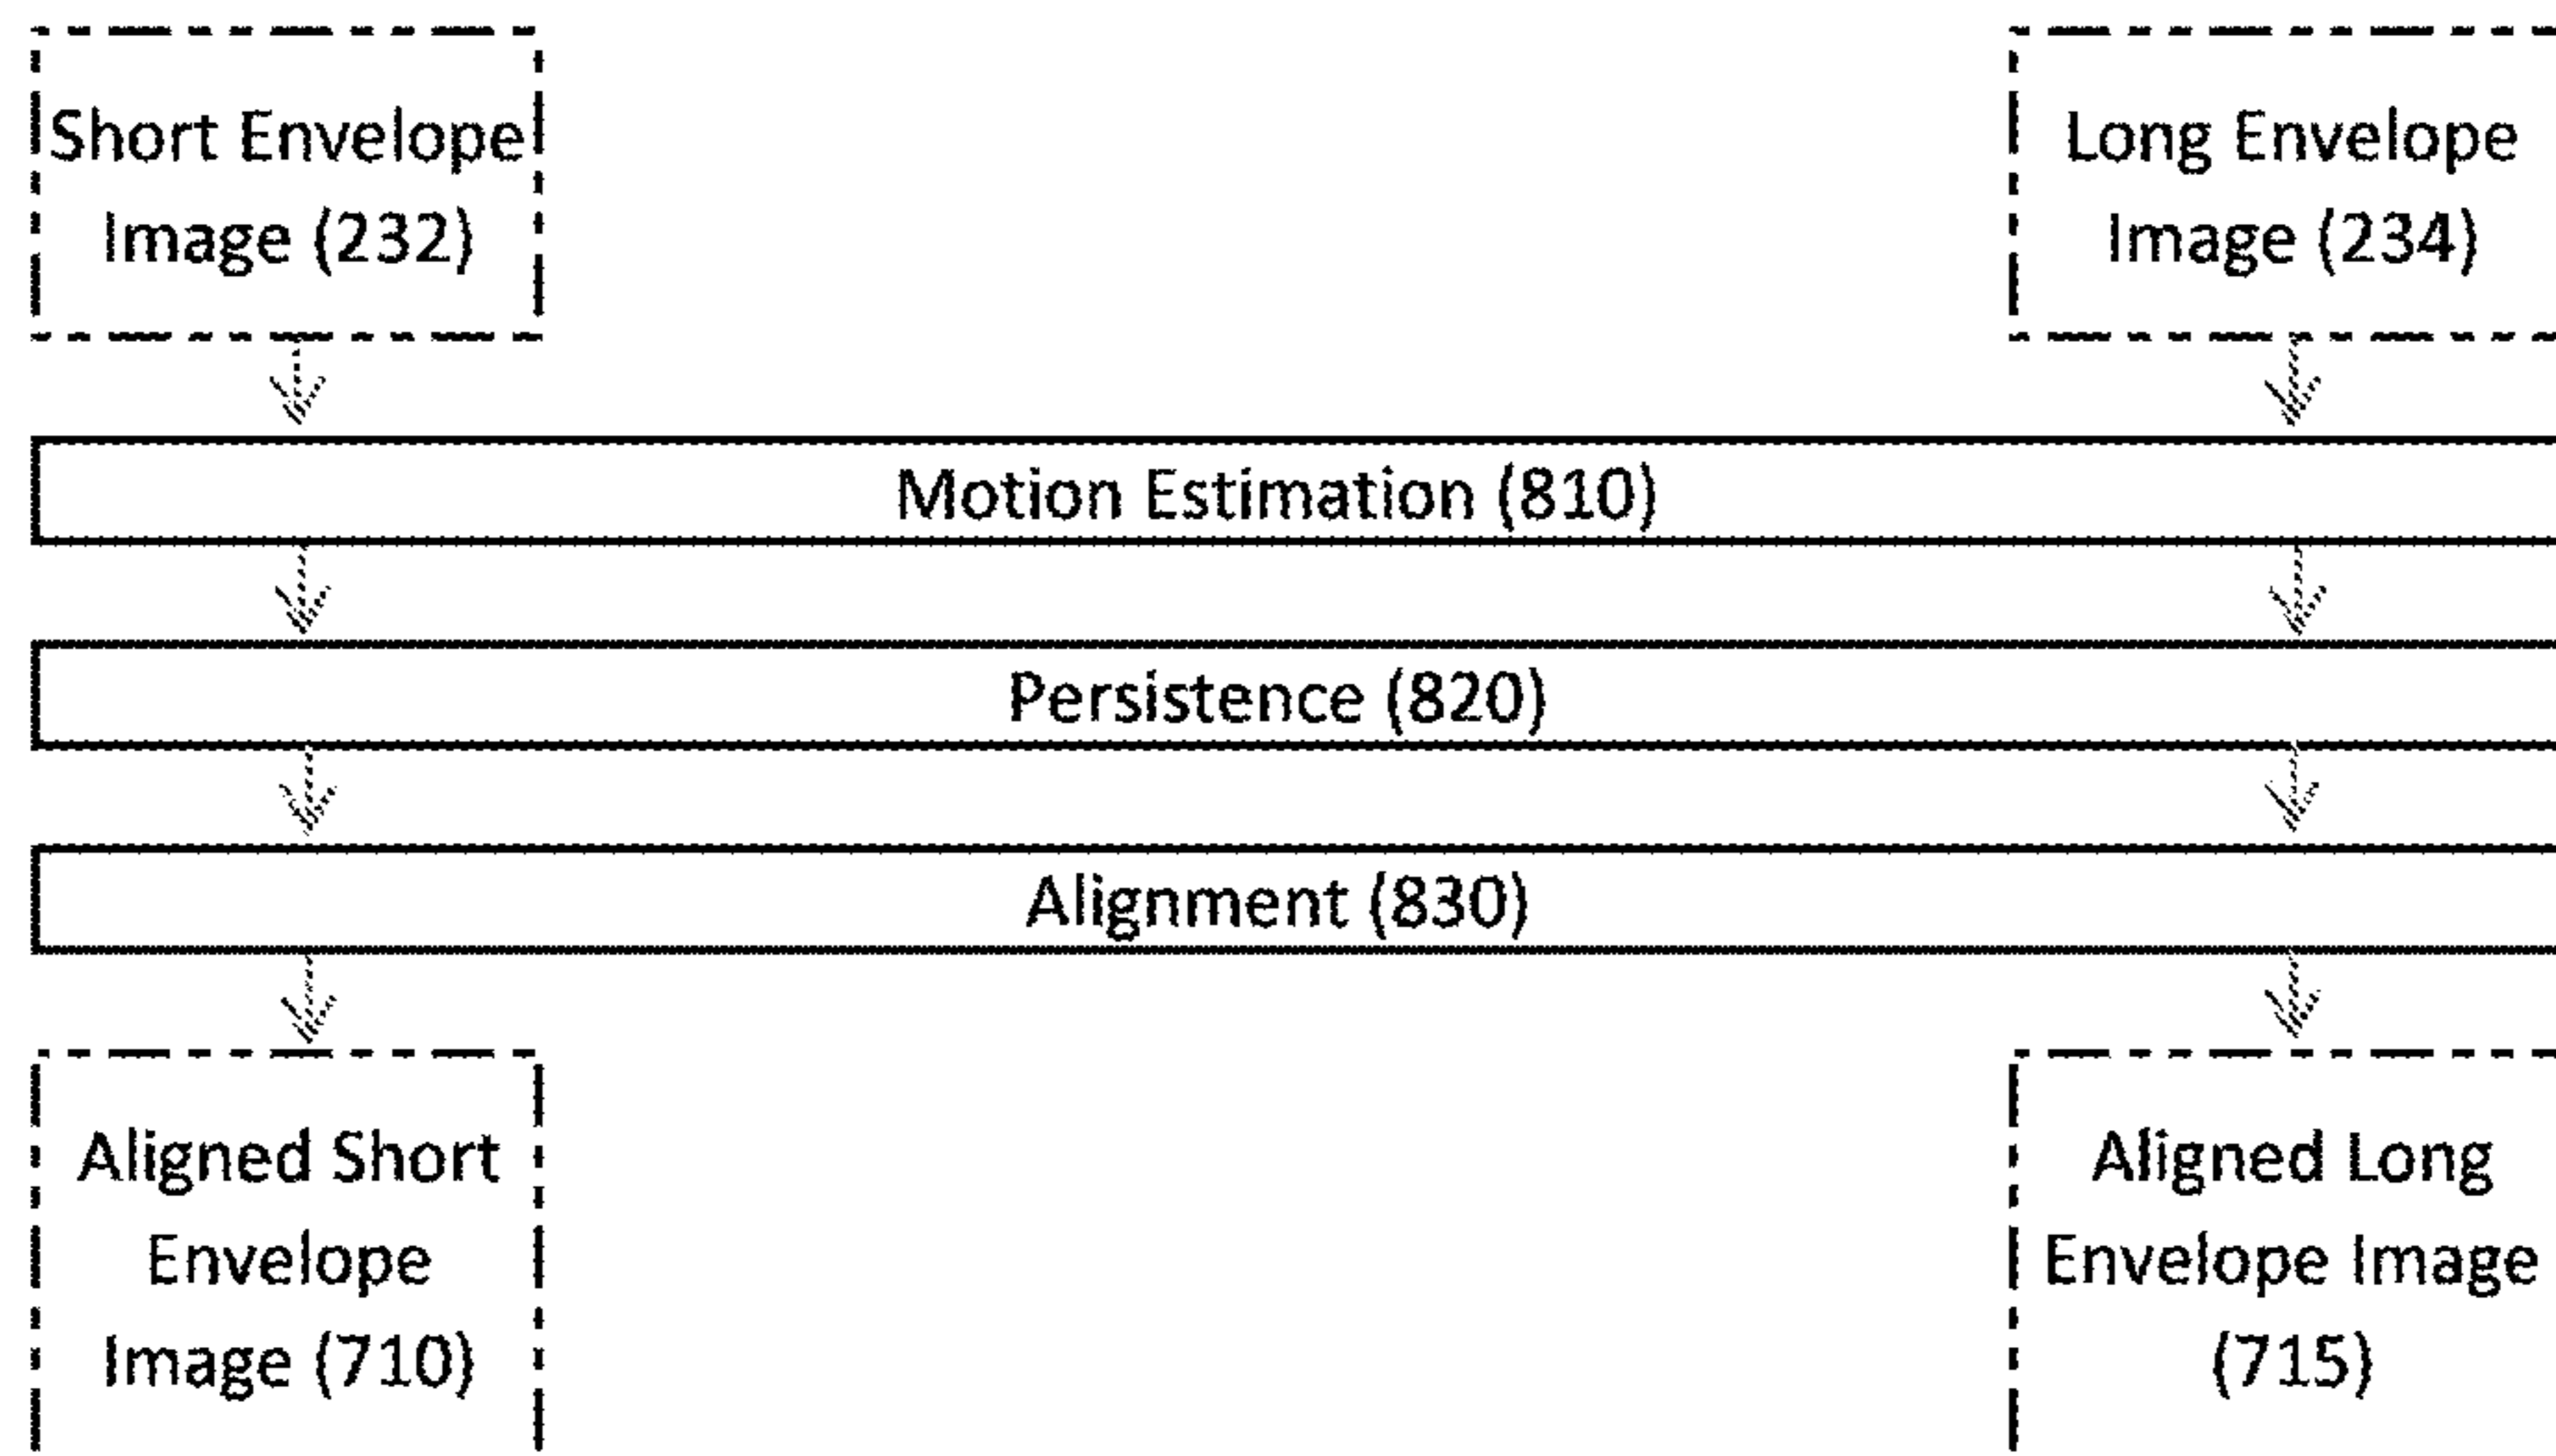 Short Envelope
Image (232)
Long Envelope
Image (234)
Motion Estimation (810)
Persistence (820)
Alignment (830)
Aligned Short
Envelope
Image (710)
Aligned Long
Envelope Image
(715)